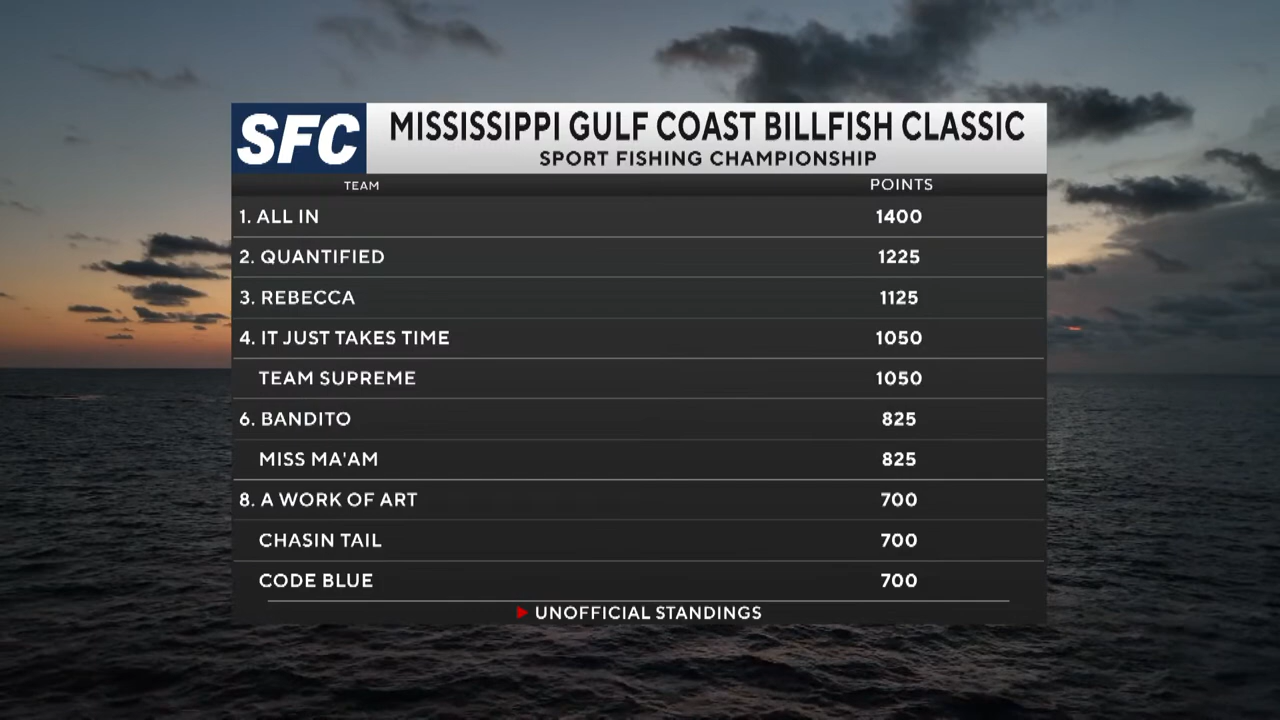 SFC
MISSISSIPPI GULF COAST BILLFISH CLASSIC
SPORT FISHING CHAMPIONSHIP
TEAM POINTS
1. ALL IN 1400
2. QUANTIFIED 1225
3. REBECCA 1125
4. IT JUST TAKES TIME 1050
TEAM SUPREME 1050
6. BANDITO 825
MISS MA'AM 825
8. A WORK OF ART 700
CHASIN TAIL 700
CODE BLUE 700
UNOFFICIAL STANDINGS